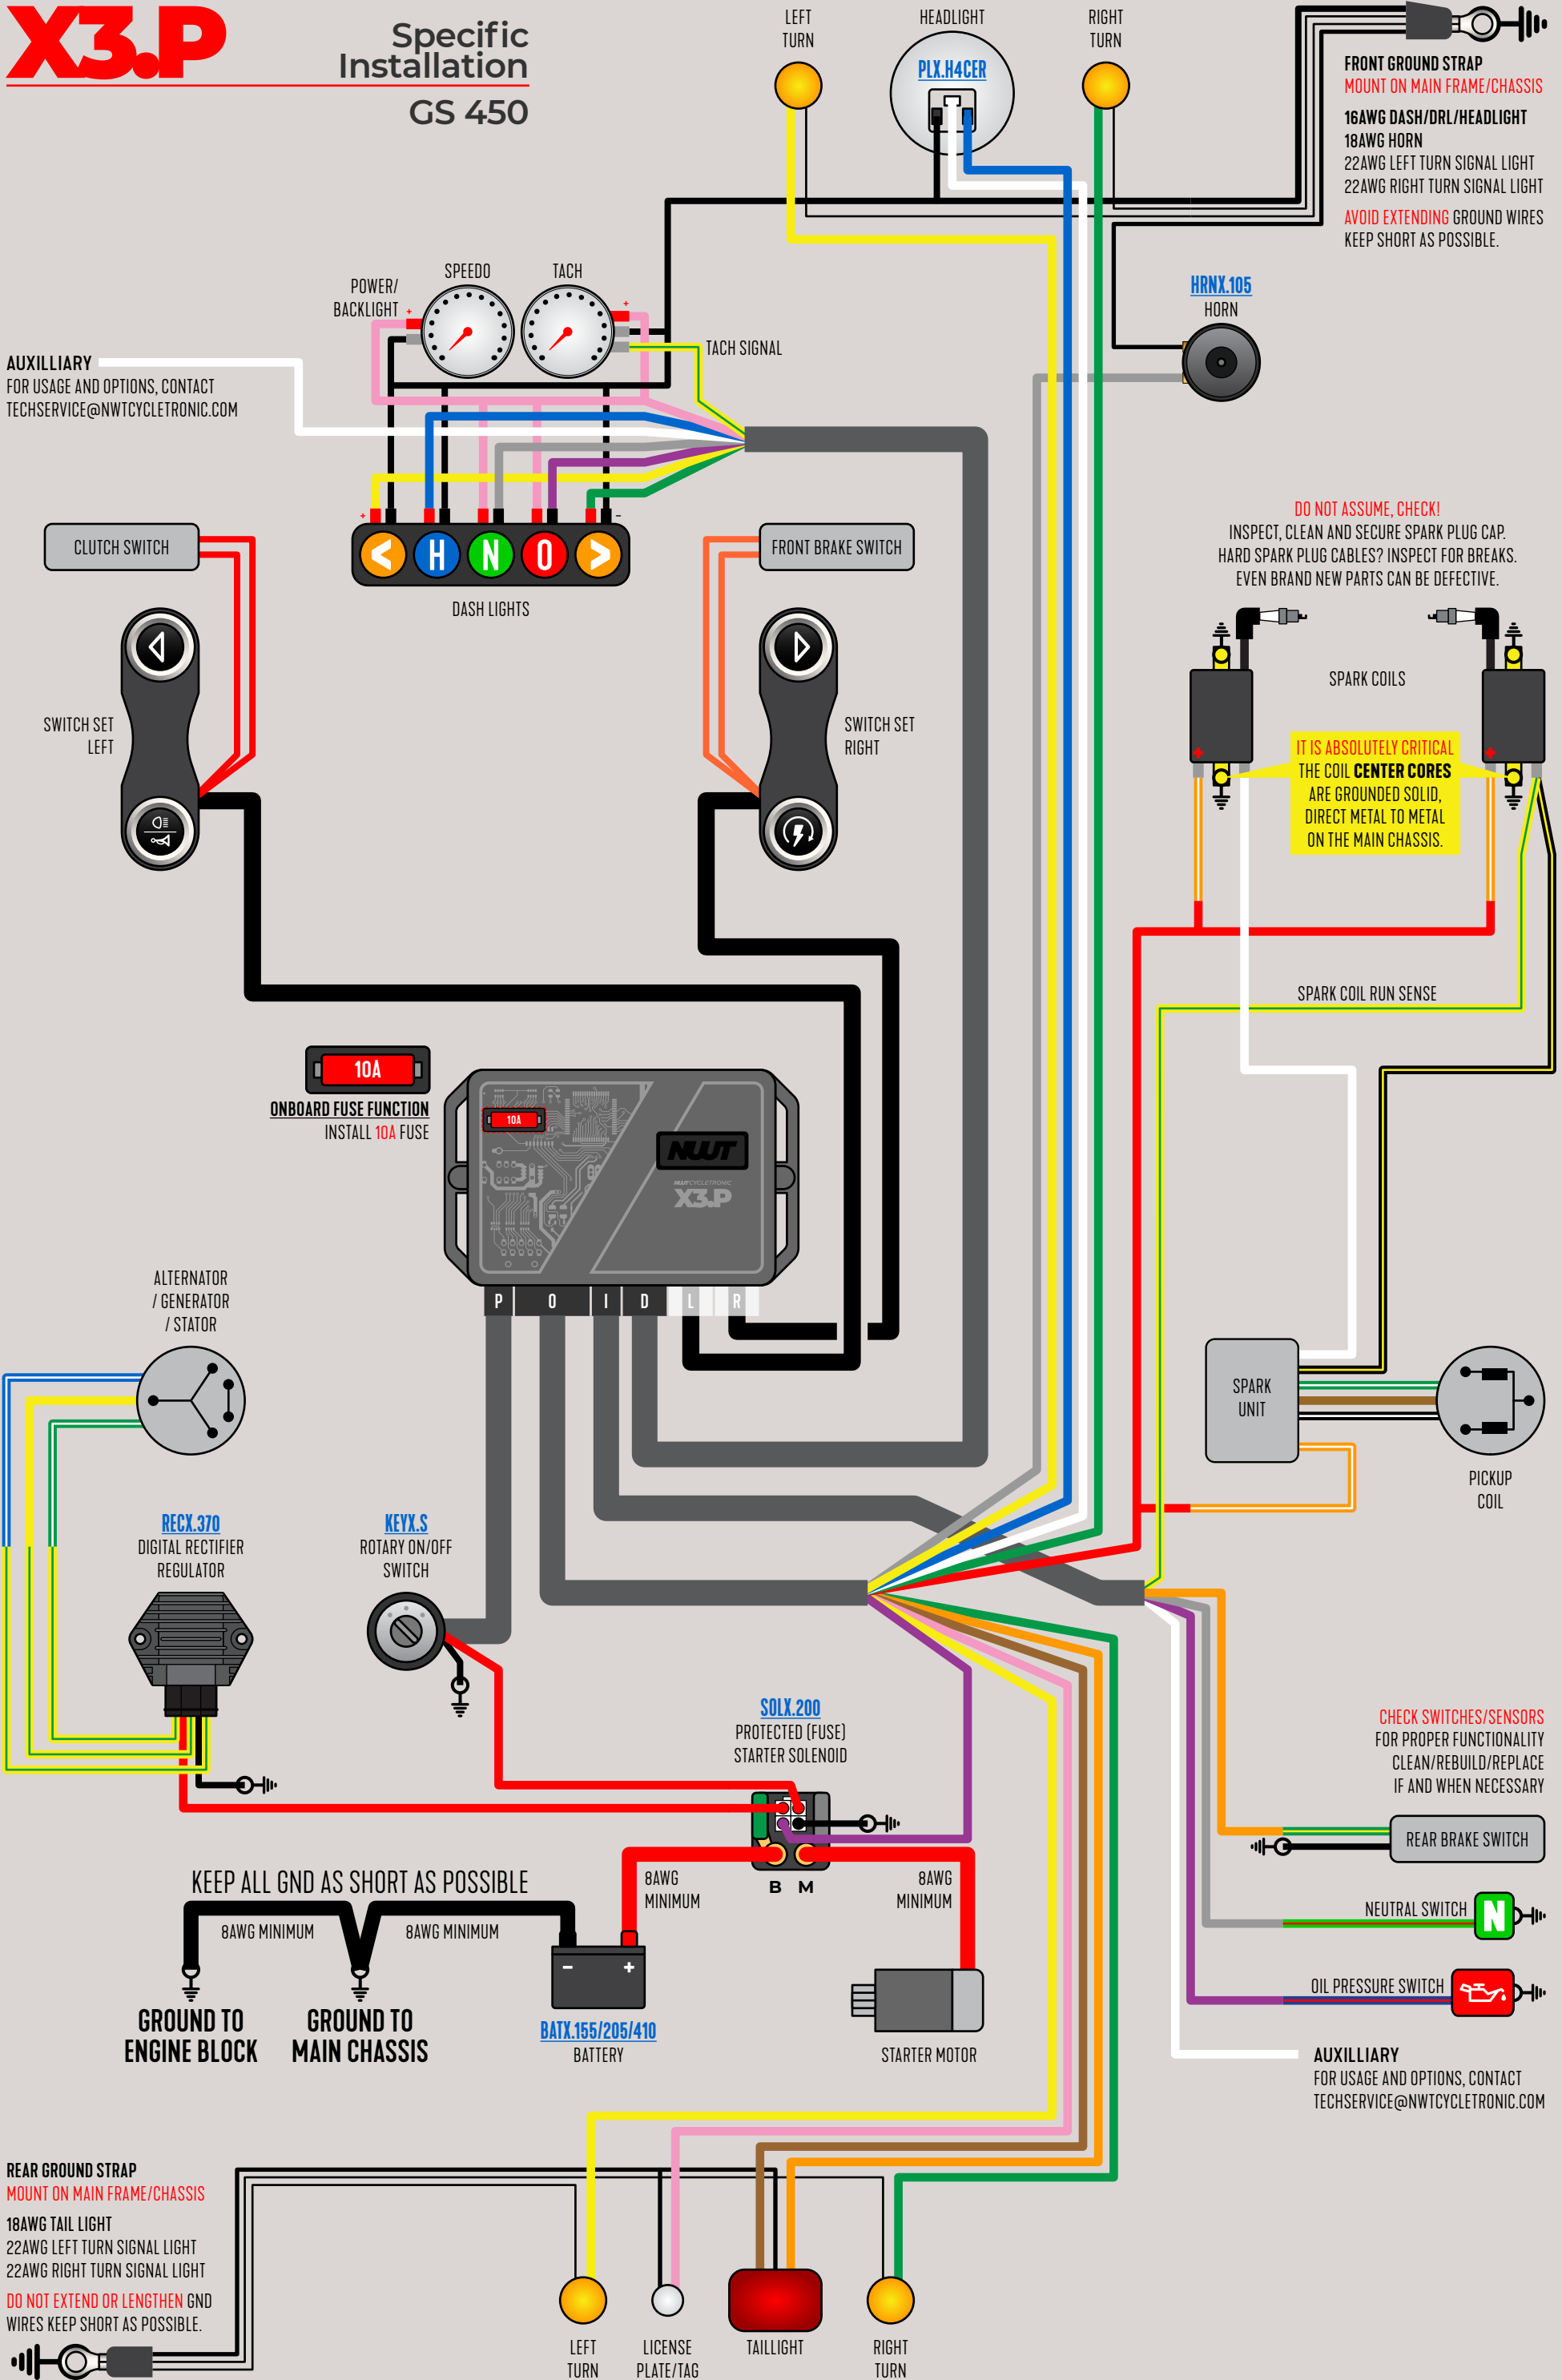 X3.P
Specific
Installation
GS 450
LEFT
TURN
HEADLIGHT
PLX.H4CER
RIGHT
TURN
FRONT GROUND STRAP
MOUNT ON MAIN FRAME/CHASSIS
16AWG DASH/DRL/HEADLIGHT
18AWG HORN
22AWG LEFT TURN SIGNAL LIGHT
22AWG RIGHT TURN SIGNAL LIGHT
AVOID EXTENDING GROUND WIRES
KEEP SHORT AS POSSIBLE.
POWER/
BACKLIGHT
+
SPEEDO
TACH
+
TACH SIGNAL
HRNX.105
HORN
AUXILLIARY
FOR USAGE AND OPTIONS, CONTACT
TECHSERVICE@NWTCYCLETRONIC.COM
+
-
< H N O >
DASH LIGHTS
CLUTCH SWITCH
FRONT BRAKE SWITCH
SWITCH SET
LEFT
SWITCH SET
RIGHT
DO NOT ASSUME, CHECK!
INSPECT, CLEAN AND SECURE SPARK PLUG CAP.
HARD SPARK PLUG CABLES? INSPECT FOR BREAKS.
EVEN BRAND NEW PARTS CAN BE DEFECTIVE.
SPARK COILS
+
+
IT IS ABSOLUTELY CRITICAL
THE COIL CENTER CORES
ARE GROUNDED SOLID,
DIRECT METAL TO METAL
ON THE MAIN CHASSIS.
SPARK COIL RUN SENSE
10A
ONBOARD FUSE FUNCTION
INSTALL 10A FUSE
10A
NWT
NWT CYCLETRONIC
X3.P
P O I D L R
ALTERNATOR
/ GENERATOR
/ STATOR
SPARK
UNIT
PICKUP
COIL
RECX.370
DIGITAL RECTIFIER
REGULATOR
KEYX.S
ROTARY ON/OFF
SWITCH
SOLX.200
PROTECTED (FUSE)
STARTER SOLENOID
B M
CHECK SWITCHES/SENSORS
FOR PROPER FUNCTIONALITY
CLEAN/REBUILD/REPLACE
IF AND WHEN NECESSARY
REAR BRAKE SWITCH
NEUTRAL SWITCH
N
OIL PRESSURE SWITCH
AUXILLIARY
FOR USAGE AND OPTIONS, CONTACT
TECHSERVICE@NWTCYCLETRONIC.COM
KEEP ALL GND AS SHORT AS POSSIBLE
8AWG MINIMUM
8AWG MINIMUM
8AWG
MINIMUM
8AWG
MINIMUM
GROUND TO
ENGINE BLOCK
GROUND TO
MAIN CHASSIS
- +
BATX.155/205/410
BATTERY
STARTER MOTOR
REAR GROUND STRAP
MOUNT ON MAIN FRAME/CHASSIS
18AWG TAIL LIGHT
22AWG LEFT TURN SIGNAL LIGHT
22AWG RIGHT TURN SIGNAL LIGHT
DO NOT EXTEND OR LENGTHEN GND
WIRES KEEP SHORT AS POSSIBLE.
LEFT
TURN
LICENSE
PLATE/TAG
TAILLIGHT
RIGHT
TURN